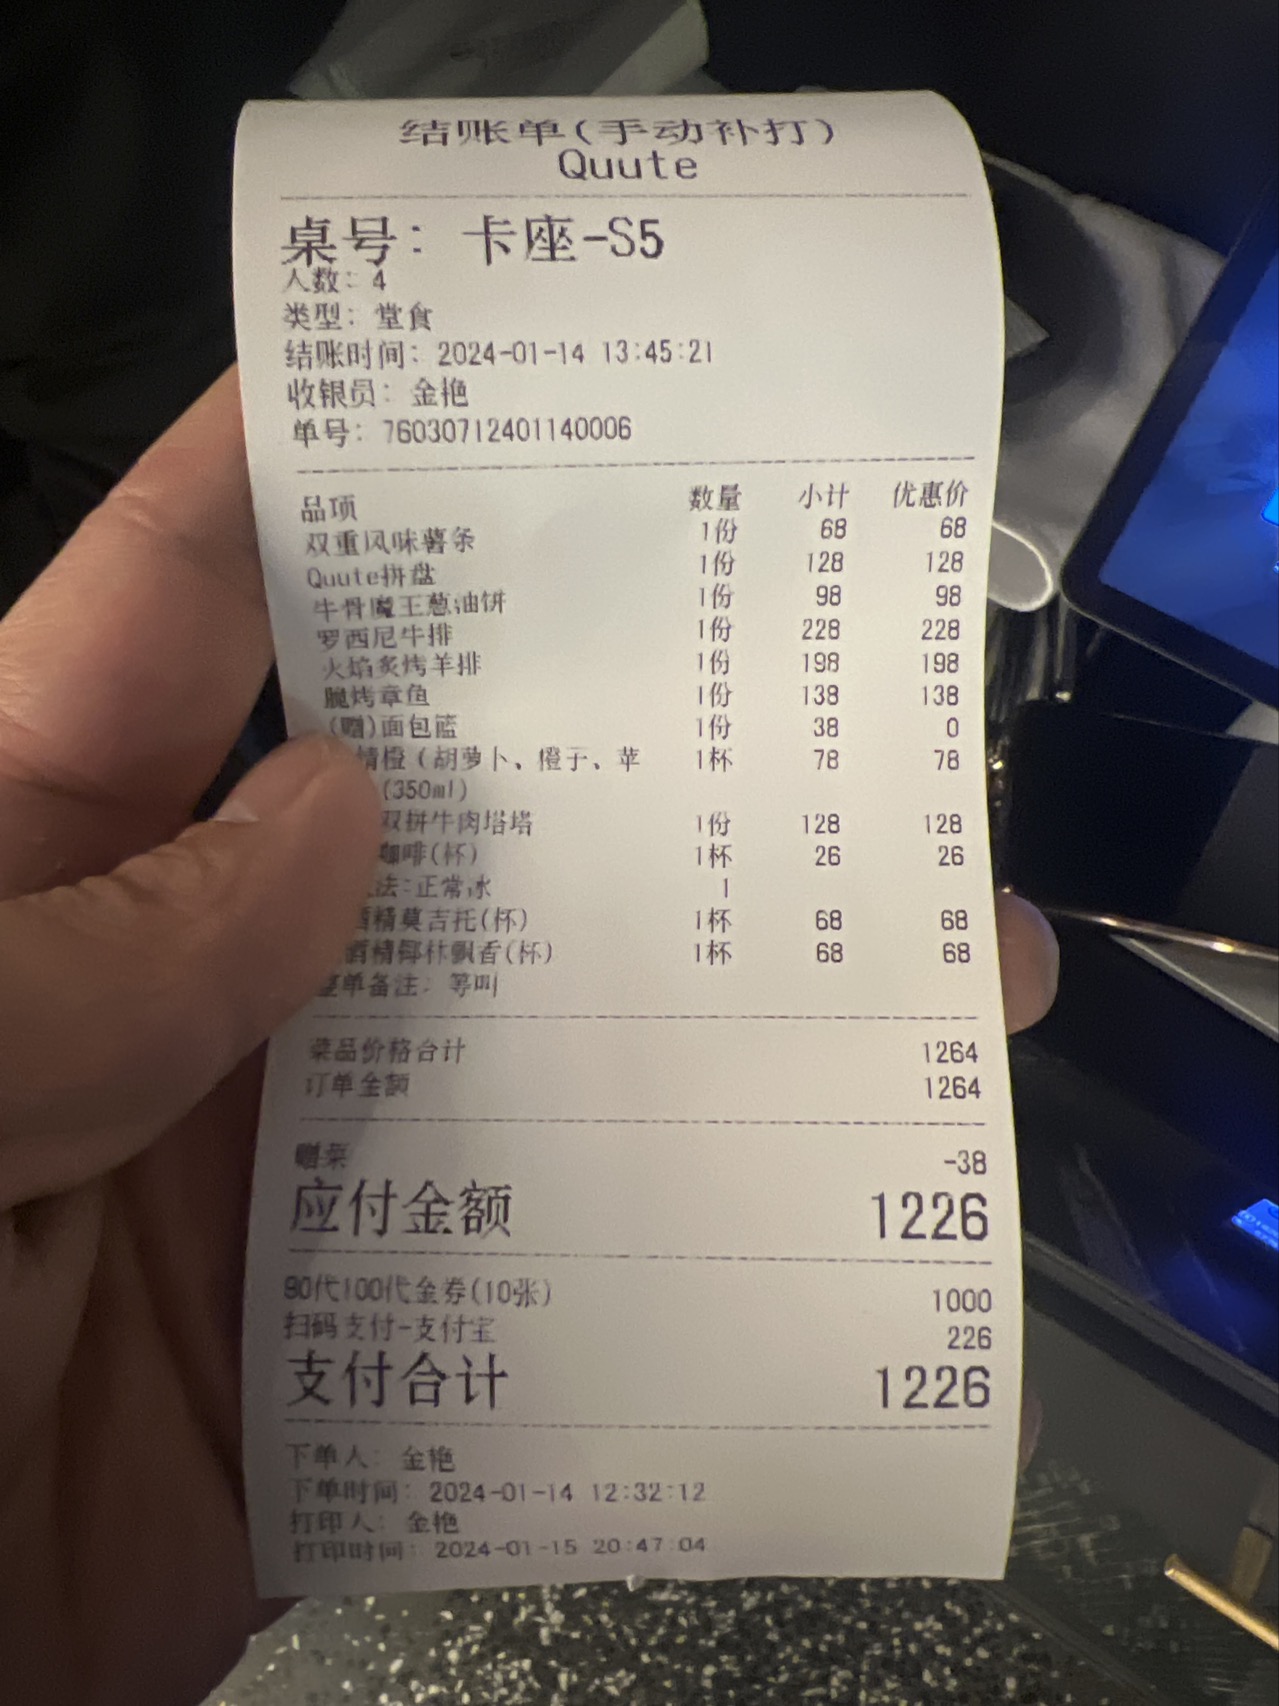 结账单(手动补打)
Quute
桌号: 卡座-S5
人数: 4
类型: 堂食
结账时间: 2024-01-14 13:45:21
收银员: 金艳
单号: 76030712401140006
品项 数量 小计 优惠价
双重风味薯条 1份 68 68
Quute拼盘 1份 128 128
牛骨魔王葱油饼 1份 98 98
罗西尼牛排 1份 228 228
火焰炙烤羊排 1份 198 198
脆烤章鱼 1份 138 138
(赠)面包篮 1份 38 0
情橙(胡萝卜、橙子、苹 1杯 78 78
(350ml)
双拼牛肉塔塔 1份 128 128
咖啡(杯) 1杯 26 26
法:正常冰 1
酒精莫吉托(杯) 1杯 68 68
酒精椰林飘香(杯) 1杯 68 68
整单备注: 等叫
菜品价格合计 1264
订单金额 1264
赠菜 -38
应付金额 1226
90代100代金券(10张) 1000
扫码支付-支付宝 226
支付合计 1226
下单人: 金艳
下单时间: 2024-01-14 12:32:12
打印人: 金艳
打印时间: 2024-01-15 20:47:04